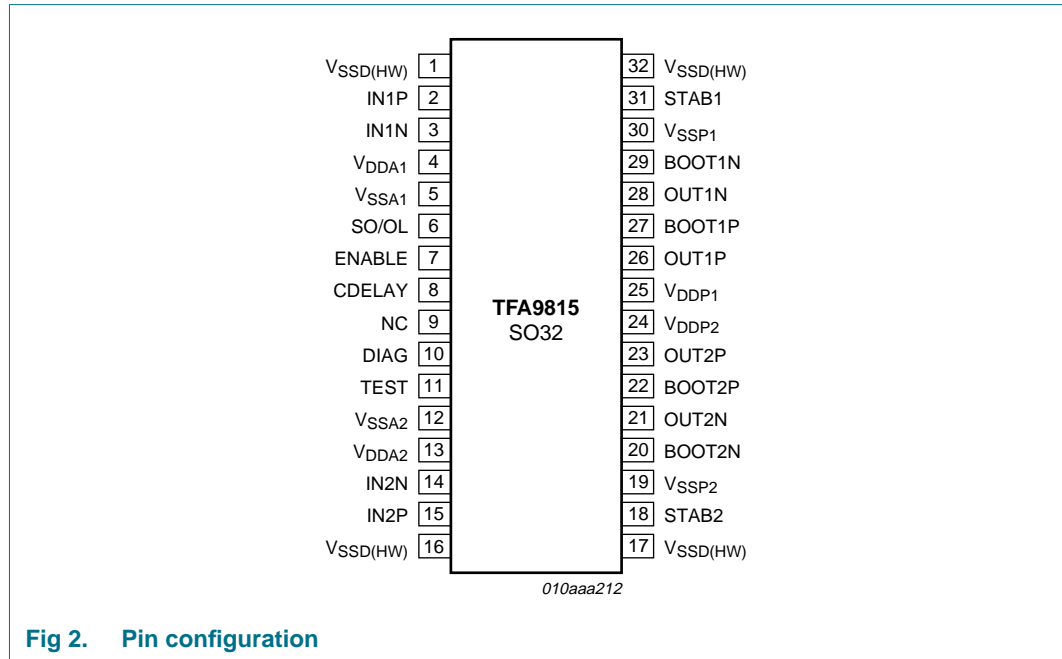 VSSD(HW) 1 32 VSSD(HW)
IN1P 2 31 STAB1
IN1N 3 30 VSSP1
VDDA1 4 29 BOOT1N
VSSA1 5 28 OUT1N
SO/OL 6 27 BOOT1P
ENABLE 7 26 OUT1P
CDELAY 8 25 VDDP1
TFA9815
NC 9 24 VDDP2
SO32
DIAG 10 23 OUT2P
TEST 11 22 BOOT2P
VSSA2 12 21 OUT2N
VDDA2 13 20 BOOT2N
IN2N 14 19 VSSP2
IN2P 15 18 STAB2
VSSD(HW) 16 17 VSSD(HW)
010aaa212
Fig 2. Pin configuration